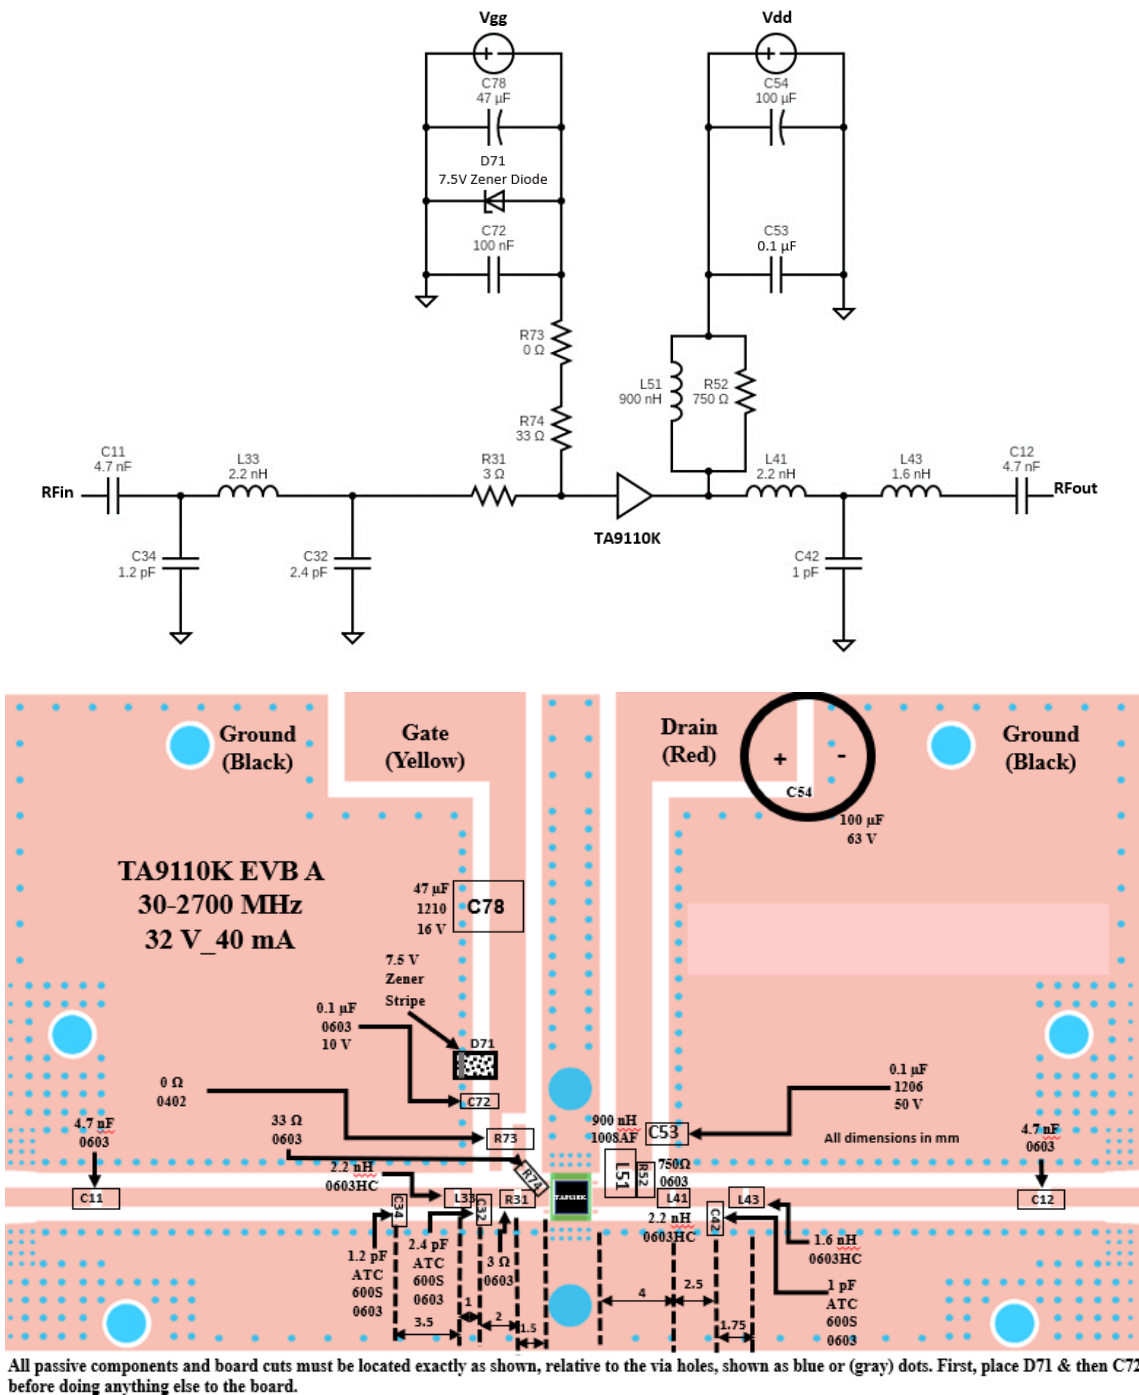 Vgg
Vdd
C78
47 µF
C54
100 µF
D71
7.5V Zener Diode
C72
100 nF
C53
0.1 µF
R73
0 Ω
L51
900 nH
R52
750 Ω
R74
33 Ω
C11
4.7 nF
L33
2.2 nH
R31
3 Ω
L41
2.2 nH
L43
1.6 nH
C12
4.7 nF
RFin
RFout
TA9110K
C34
1.2 pF
C32
2.4 pF
C42
1 pF
Ground
(Black)
Gate
(Yellow)
Drain
(Red)
+ -
C54
Ground
(Black)
100 µF
63 V
TA9110K EVB A
30-2700 MHz
32 V_40 mA
47 µF
1210
16 V
C78
7.5 V
Zener
Stripe
0.1 µF
0603
10 V
D71
C72
0 Ω
0402
4.7 nF
0603
33 Ω
0603
R73
900 nH
1008AF
C53
0.1 µF
1206
50 V
All dimensions in mm
4.7 nF
0603
2.2 nH
0603HC
R74
L51
R52
750Ω
0603
C11
C34
L33
C32
R31
TA9110K
L41
C42
L43
C12
2.2 nH
0603HC
1.2 pF
ATC
600S
0603
2.4 pF
ATC
600S
0603
3 Ω
0603
1.6 nH
0603HC
1 pF
ATC
600S
0603
3.5
1
2
1.5
4
2.5
1.75
All passive components and board cuts must be located exactly as shown, relative to the via holes, shown as blue or (gray) dots. First, place D71 & then C72
before doing anything else to the board.